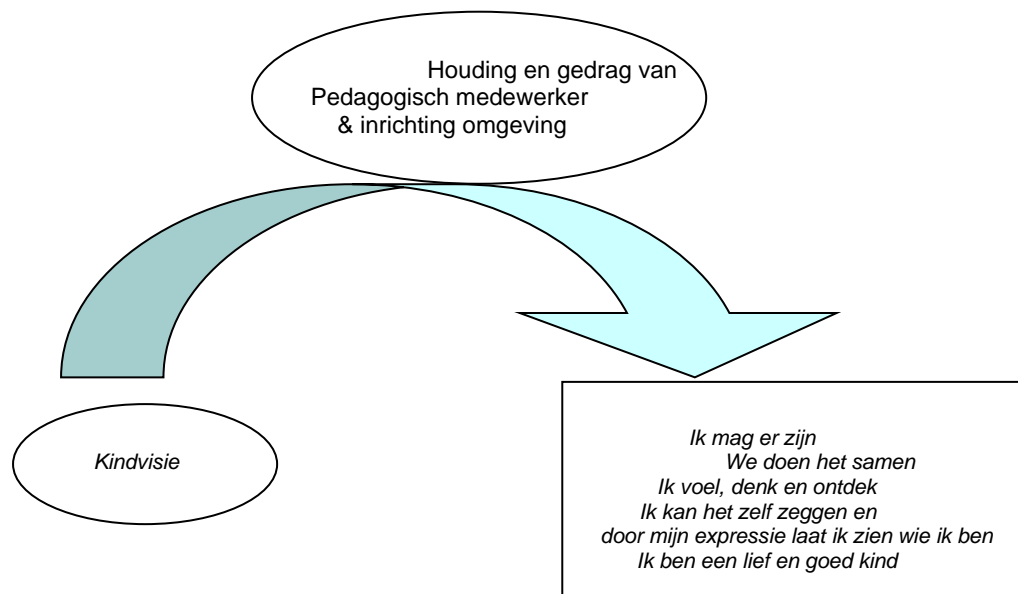 Houding en gedrag van
Pedagogisch medewerker
& inrichting omgeving
Kindvisie
Ik mag er zijn
We doen het samen
Ik voel, denk en ontdek
Ik kan het zelf zeggen en
door mijn expressie laat ik zien wie ik ben
Ik ben een lief en goed kind